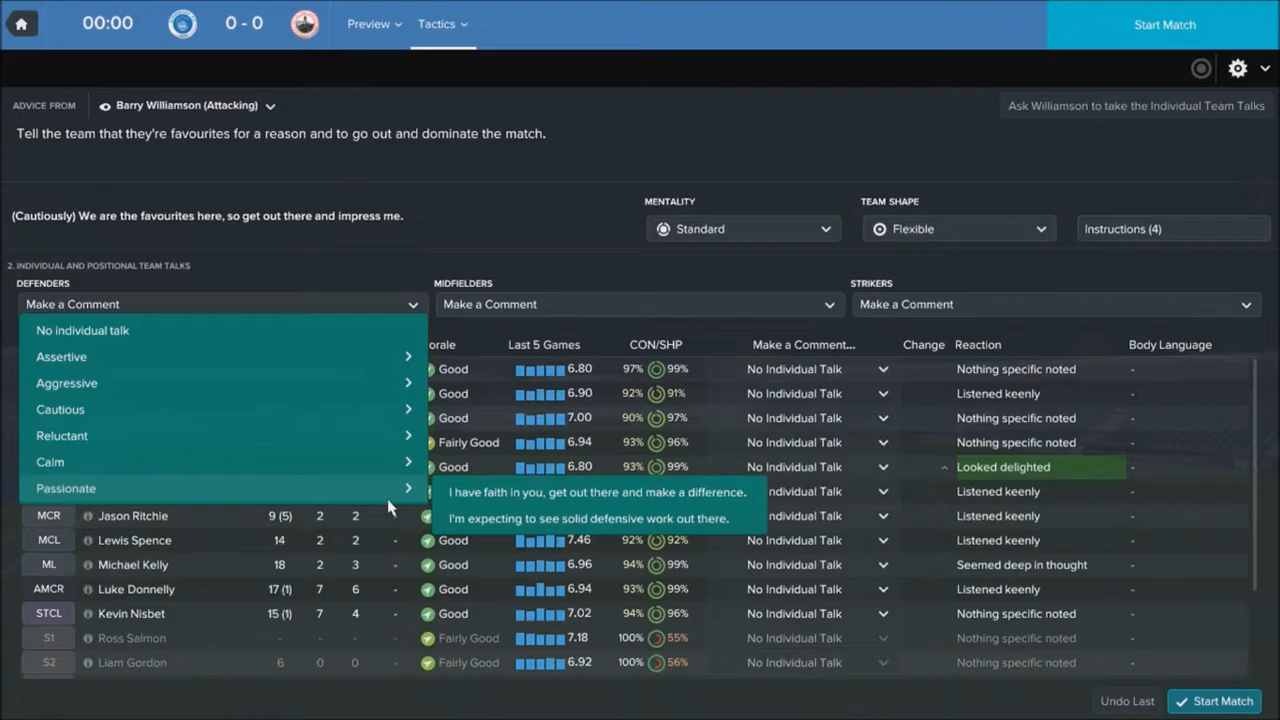 00:00 0 - 0 Preview Tactics Start Match
ADVICE FROM Barry Williamson (Attacking) Ask Williamson to take the Individual Team Talks
Tell the team that they're favourites for a reason and to go out and dominate the match.
MENTALITY TEAM SHAPE
(Cautiously) We are the favourites here, so get out there and impress me.
Standard Flexible Instructions (4)
2. INDIVIDUAL AND POSITIONAL TEAM TALKS
DEFENDERS MIDFIELDERS STRIKERS
Make a Comment Make a Comment Make a Comment
No individual talk
Assertive
Aggressive
Cautious
Reluctant
Calm
Passionate
I have faith in you, get out there and make a difference.
I'm expecting to see solid defensive work out there.
orale Last 5 Games CON/SHP Make a Comment... Change Reaction Body Language
Good 6.80 97% 99% No Individual Talk Nothing specific noted -
Good 6.90 92% 91% No Individual Talk Listened keenly -
Good 7.00 90% 97% No Individual Talk Nothing specific noted -
Fairly Good 6.94 93% 96% No Individual Talk Nothing specific noted -
Good 6.80 93% 99% No Individual Talk Looked delighted -
Listened keenly -
MCR Jason Ritchie 9 (5) 2 2 - Listened keenly -
MCL Lewis Spence 14 2 2 - Good 7.46 92% 92% No Individual Talk Listened keenly -
ML Michael Kelly 18 2 3 - Good 6.96 94% 99% No Individual Talk Seemed deep in thought -
AMCR Luke Donnelly 17 (1) 7 6 - Good 6.94 93% 99% No Individual Talk Listened keenly -
STCL Kevin Nisbet 15 (1) 7 4 - Good 7.02 94% 96% No Individual Talk Nothing specific noted -
S1 Ross Salmon - - - - Fairly Good 7.18 100% 55% No Individual Talk Nothing specific noted -
S2 Liam Gordon 6 0 0 - Fairly Good 6.92 100% 56% No Individual Talk Nothing specific noted -
Undo Last Start Match